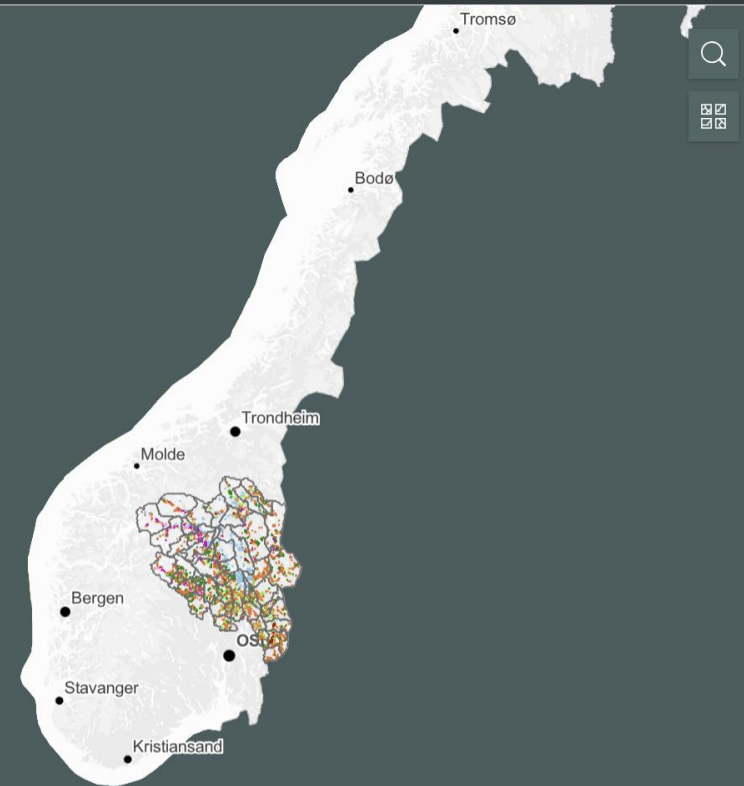 Tromsø
Bodø
Trondheim
Molde
Bergen
Stavanger
Kristiansand